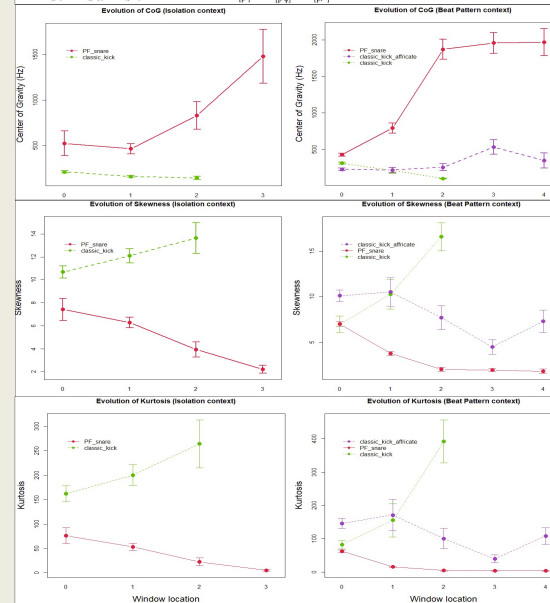 Evolution of CoG (Isolation context)
Center of Gravity (Hz)
1500
1000
500
PF_snare
classic_kick
0 1 2 3
Evolution of CoG (Beat Pattern context)
Center of Gravity (Hz)
2000
1500
1000
500
PF_snare
classic_kick_affricate
classic_kick
0 1 2 3 4
Evolution of Skewness (Isolation context)
Skewness
14
12
10
8
6
4
2
PF_snare
classic_kick
0 1 2 3
Evolution of Skewness (Beat Pattern context)
Skewness
15
10
5
classic_kick_affricate
PF_snare
classic_kick
0 1 2 3 4
Evolution of Kurtosis (Isolation context)
Kurtosis
300
250
200
150
100
50
0
PF_snare
classic_kick
0 1 2 3
Window location
Evolution of Kurtosis (Beat Pattern context)
Kurtosis
400
300
200
100
0
classic_kick_affricate
PF_snare
classic_kick
0 1 2 3 4
Window location